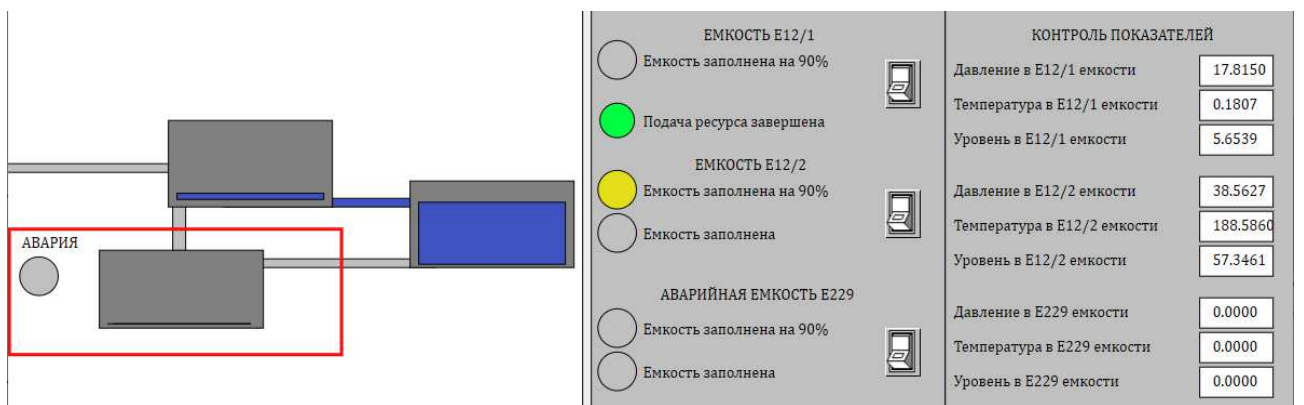 АВАРИЯ
ЕМКОСТЬ Е12/1
Емкость заполнена на 90%
Подача ресурса завершена
ЕМКОСТЬ Е12/2
Емкость заполнена на 90%
Емкость заполнена
АВАРИЙНАЯ ЕМКОСТЬ Е229
Емкость заполнена на 90%
Емкость заполнена
КОНТРОЛЬ ПОКАЗАТЕЛЕЙ
Давление в Е12/1 емкости 17.8150
Температура в Е12/1 емкости 0.1807
Уровень в Е12/1 емкости 5.6539
Давление в Е12/2 емкости 38.5627
Температура в Е12/2 емкости 188.5860
Уровень в Е12/2 емкости 57.3461
Давление в Е229 емкости 0.0000
Температура в Е229 емкости 0.0000
Уровень в Е229 емкости 0.0000